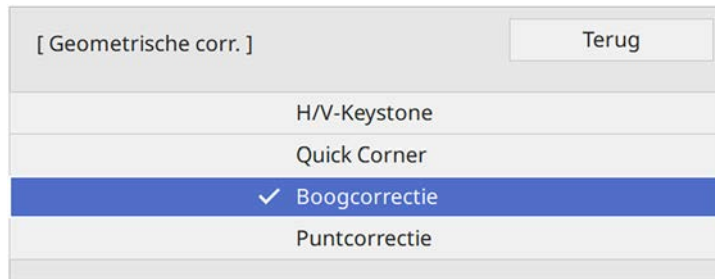 [ Geometrische corr. ]
Terug
H/V-Keystone
Quick Corner
✓ Boogcorrectie
Puntcorrectie